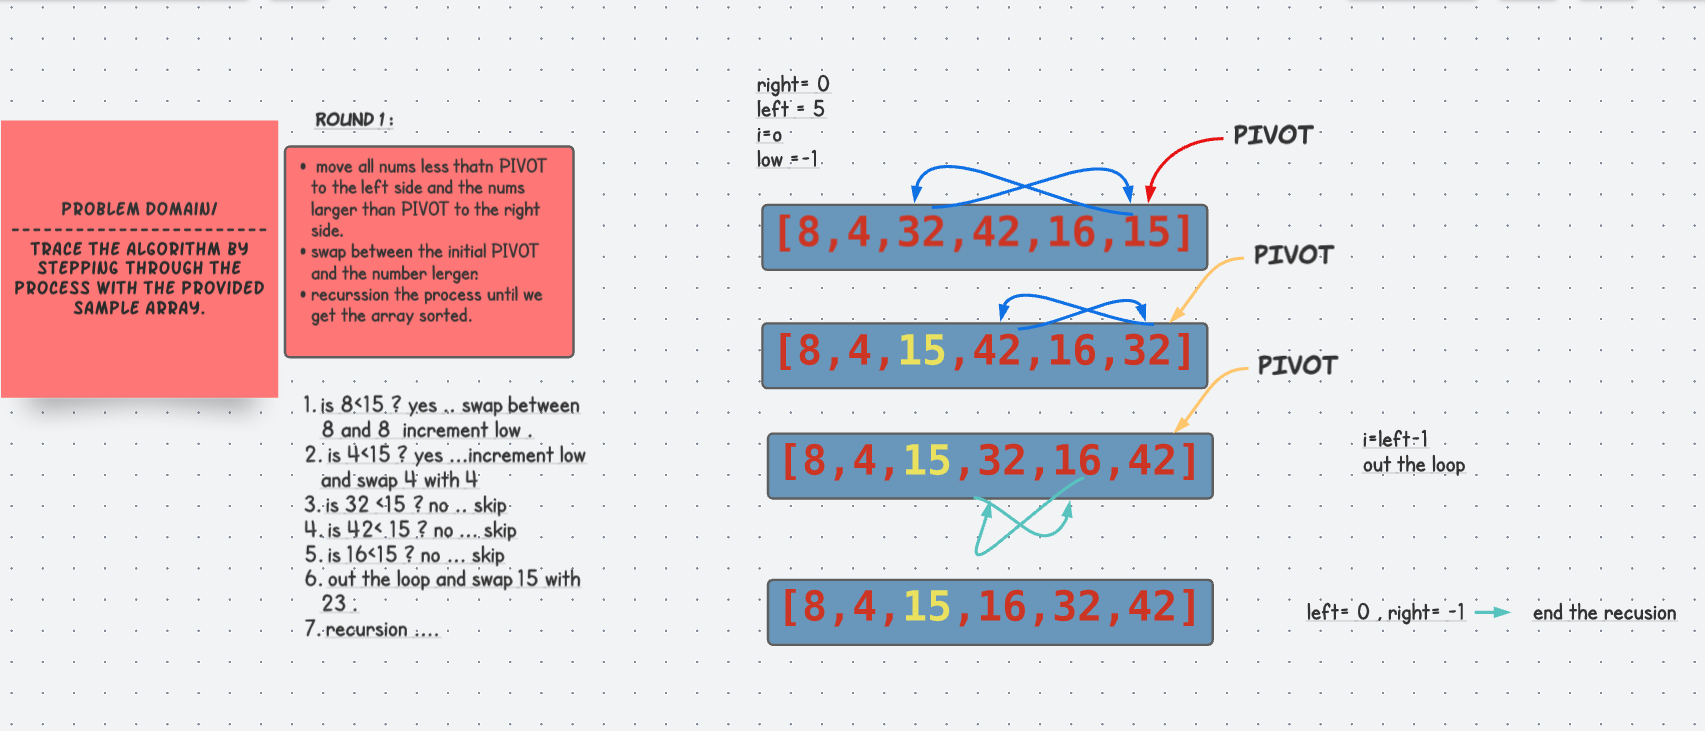 PROBLEM DOMAIN/
TRACE THE ALGORITHM BY
STEPPING THROUGH THE
PROCESS WITH THE PROVIDED
SAMPLE ARRAY.
ROUND 1 :
• move all nums less thatn PIVOT
to the left side and the nums
larger than PIVOT to the right
side.
• swap between the initial PIVOT
and the number lerger.
• recurssion the process until we
get the array sorted.
1. is 8<15 ? yes .. swap between
8 and 8 increment low .
2. is 4<15 ? yes ...increment low
and swap 4 with 4
3. is 32 <15 ? no .. skip
4. is 42< 15 ? no ... skip
5. is 16<15 ? no ... skip
6. out the loop and swap 15 with
23 .
7. recursion ....
right= 0
left = 5
i=o
low =-1
PIVOT
[8,4,32,42,16,15]
PIVOT
[8,4,15,42,16,32]
PIVOT
[8,4,15,32,16,42]
i=left-1
out the loop
[8,4,15,16,32,42]
left= 0 , right= -1
end the recusion